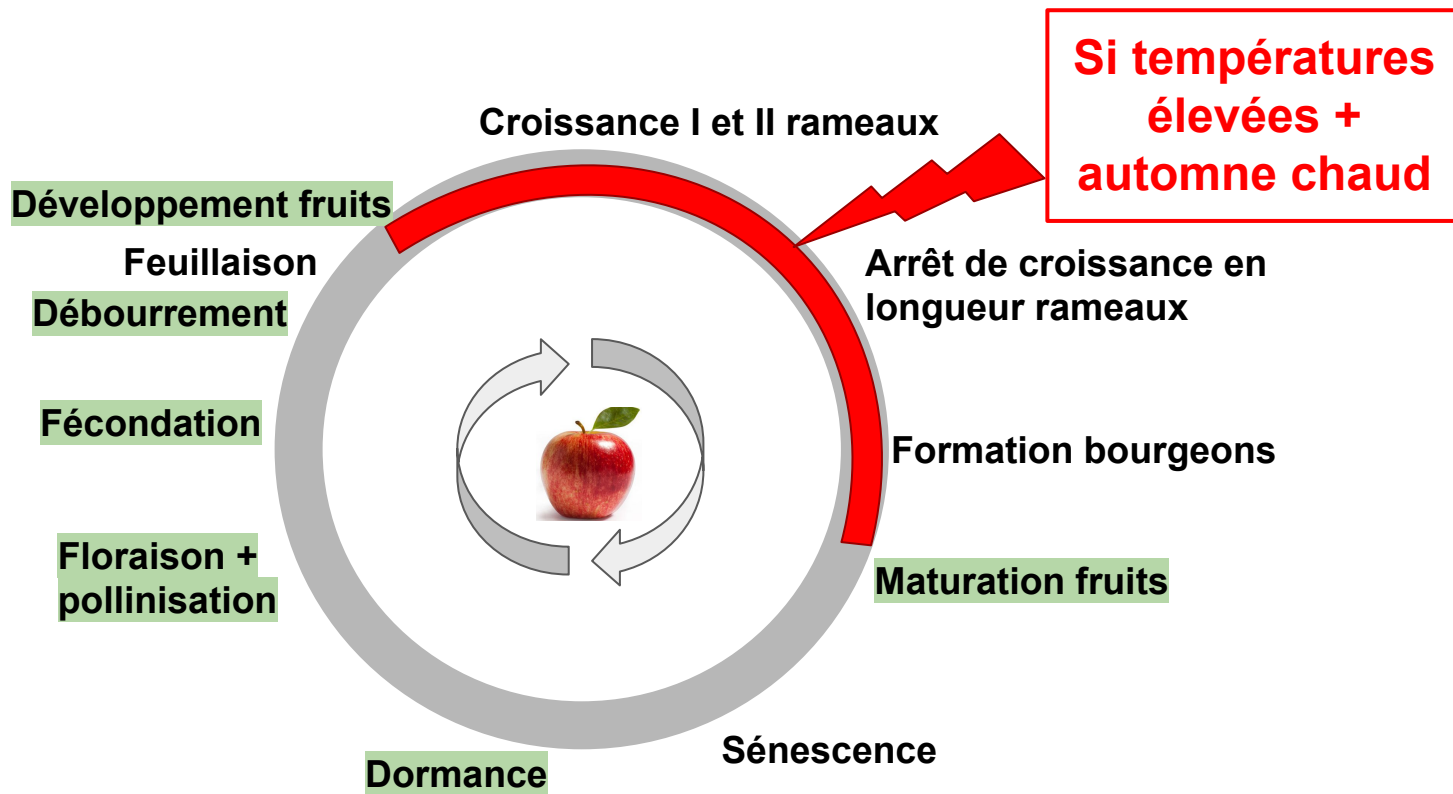 Si températures
élevées +
automne chaud
Croissance I et II rameaux
Développement fruits
Feuillaison
Débourrement
Arrêt de croissance en
longueur rameaux
Fécondation
Formation bourgeons
Floraison +
pollinisation
Maturation fruits
Sénescence
Dormance